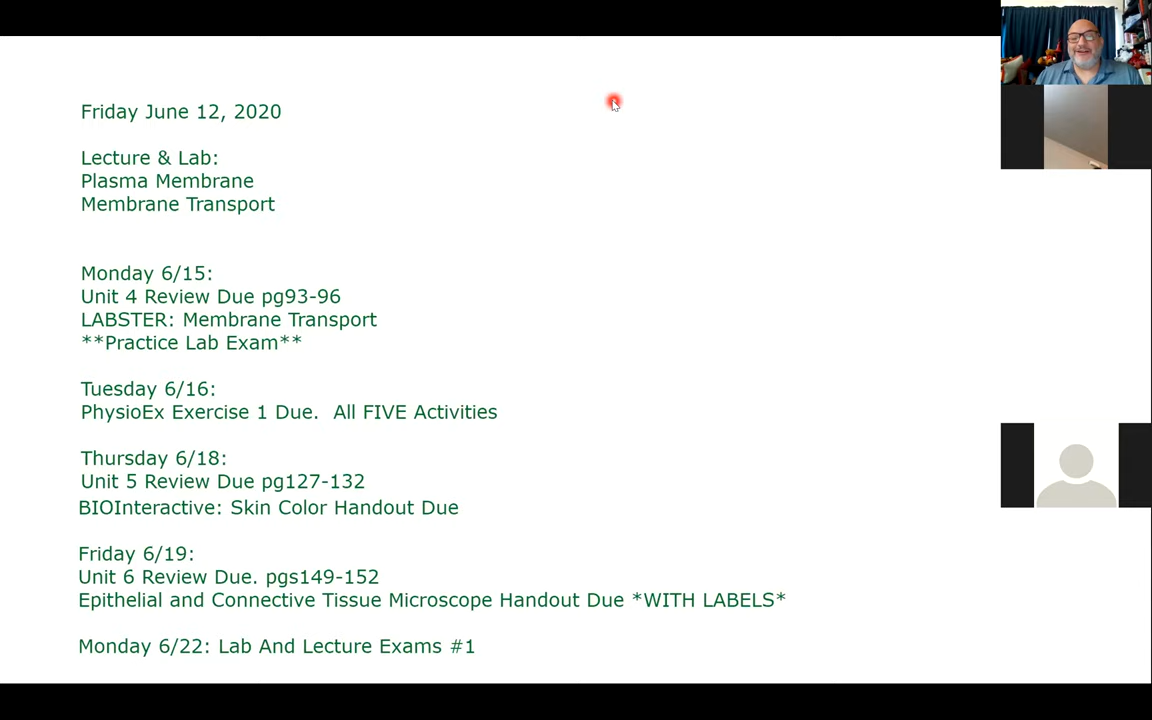 Friday June 12, 2020
Lecture & Lab:
Plasma Membrane
Membrane Transport
Monday 6/15:
Unit 4 Review Due pg93-96
LABSTER: Membrane Transport
**Practice Lab Exam**
Tuesday 6/16:
PhysioEx Exercise 1 Due.  All FIVE Activities
Thursday 6/18:
Unit 5 Review Due pg127-132
BIOInteractive: Skin Color Handout Due
Friday 6/19:
Unit 6 Review Due. pgs149-152
Epithelial and Connective Tissue Microscope Handout Due *WITH LABELS*
Monday 6/22: Lab And Lecture Exams #1